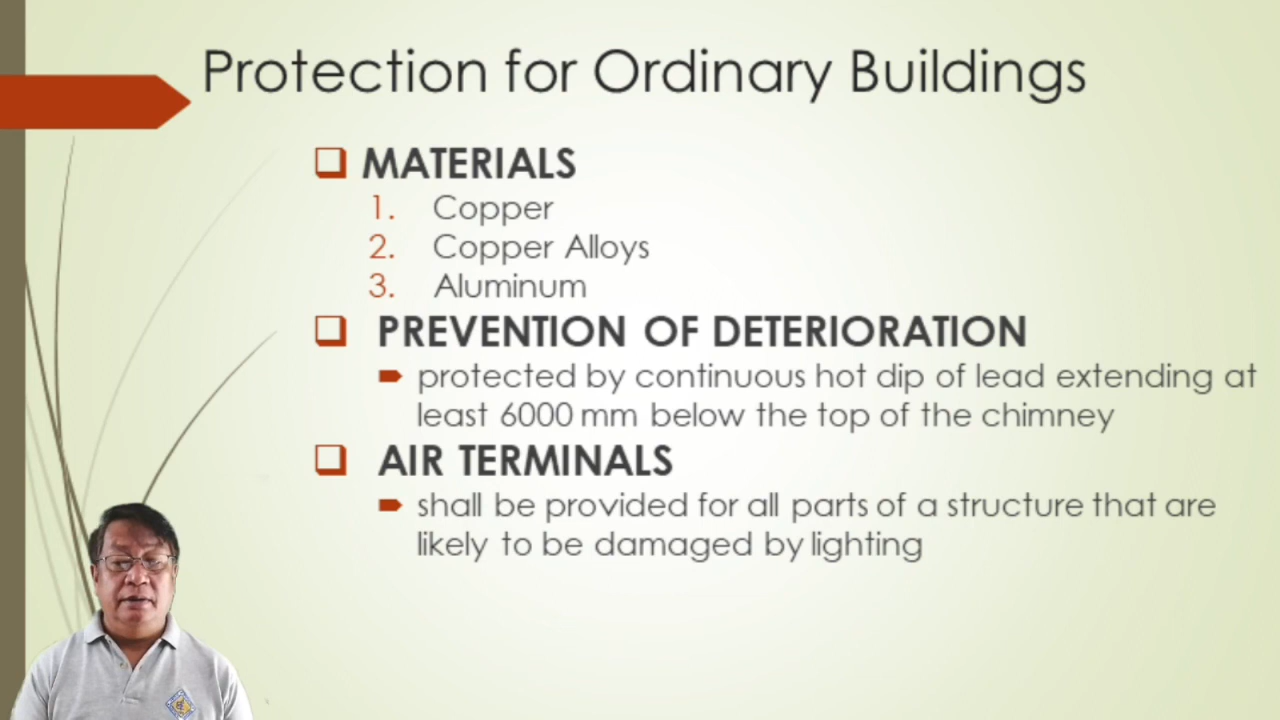 Protection for Ordinary Buildings
MATERIALS
1. Copper
2. Copper Alloys
3. Aluminum
PREVENTION OF DETERIORATION
protected by continuous hot dip of lead extending at
least 6000 mm below the top of the chimney
AIR TERMINALS
shall be provided for all parts of a structure that are
likely to be damaged by lighting